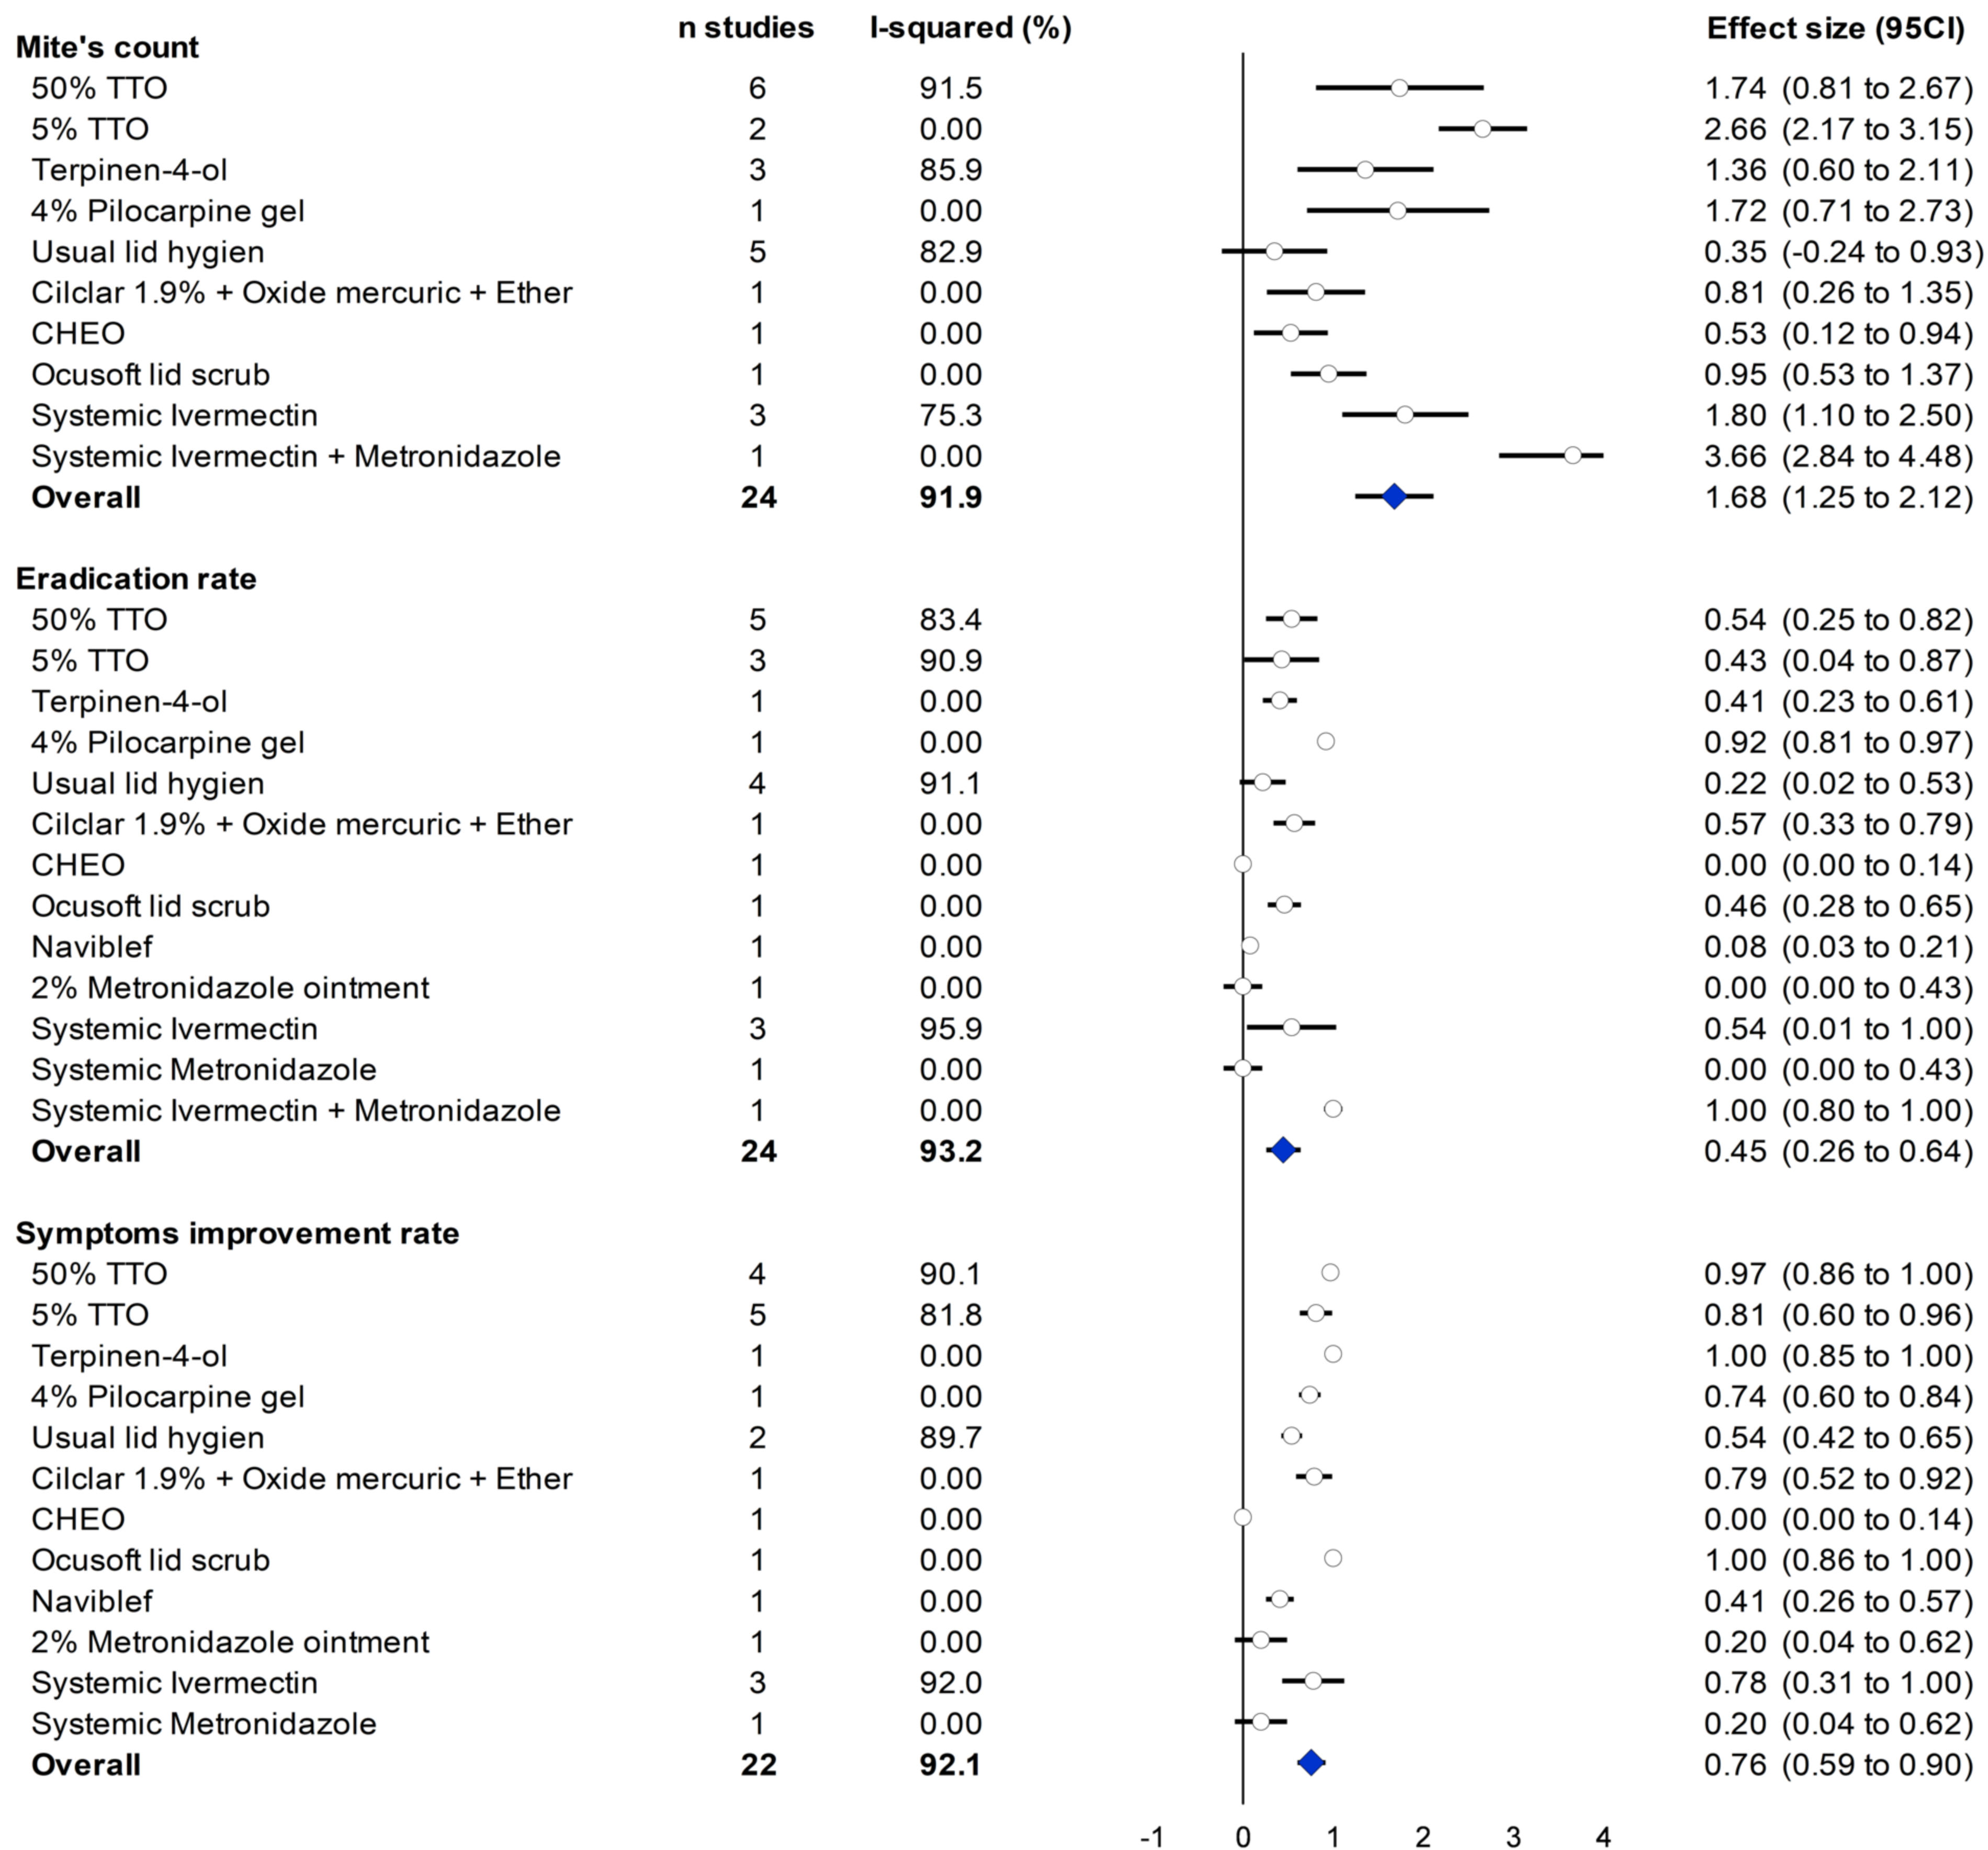 n studies I-squared (%) Effect size (95CI)
Mite's count
50% TTO 6 91.5 1.74 (0.81 to 2.67)
5% TTO 2 0.00 2.66 (2.17 to 3.15)
Terpinen-4-ol 3 85.9 1.36 (0.60 to 2.11)
4% Pilocarpine gel 1 0.00 1.72 (0.71 to 2.73)
Usual lid hygien 5 82.9 0.35 (-0.24 to 0.93)
Cilclar 1.9% + Oxide mercuric + Ether 1 0.00 0.81 (0.26 to 1.35)
CHEO 1 0.00 0.53 (0.12 to 0.94)
Ocusoft lid scrub 1 0.00 0.95 (0.53 to 1.37)
Systemic Ivermectin 3 75.3 1.80 (1.10 to 2.50)
Systemic Ivermectin + Metronidazole 1 0.00 3.66 (2.84 to 4.48)
Overall 24 91.9 1.68 (1.25 to 2.12)
Eradication rate
50% TTO 5 83.4 0.54 (0.25 to 0.82)
5% TTO 3 90.9 0.43 (0.04 to 0.87)
Terpinen-4-ol 1 0.00 0.41 (0.23 to 0.61)
4% Pilocarpine gel 1 0.00 0.92 (0.81 to 0.97)
Usual lid hygien 4 91.1 0.22 (0.02 to 0.53)
Cilclar 1.9% + Oxide mercuric + Ether 1 0.00 0.57 (0.33 to 0.79)
CHEO 1 0.00 0.00 (0.00 to 0.14)
Ocusoft lid scrub 1 0.00 0.46 (0.28 to 0.65)
Naviblef 1 0.00 0.08 (0.03 to 0.21)
2% Metronidazole ointment 1 0.00 0.00 (0.00 to 0.43)
Systemic Ivermectin 3 95.9 0.54 (0.01 to 1.00)
Systemic Metronidazole 1 0.00 0.00 (0.00 to 0.43)
Systemic Ivermectin + Metronidazole 1 0.00 1.00 (0.80 to 1.00)
Overall 24 93.2 0.45 (0.26 to 0.64)
Symptoms improvement rate
50% TTO 4 90.1 0.97 (0.86 to 1.00)
5% TTO 5 81.8 0.81 (0.60 to 0.96)
Terpinen-4-ol 1 0.00 1.00 (0.85 to 1.00)
4% Pilocarpine gel 1 0.00 0.74 (0.60 to 0.84)
Usual lid hygien 2 89.7 0.54 (0.42 to 0.65)
Cilclar 1.9% + Oxide mercuric + Ether 1 0.00 0.79 (0.52 to 0.92)
CHEO 1 0.00 0.00 (0.00 to 0.14)
Ocusoft lid scrub 1 0.00 1.00 (0.86 to 1.00)
Naviblef 1 0.00 0.41 (0.26 to 0.57)
2% Metronidazole ointment 1 0.00 0.20 (0.04 to 0.62)
Systemic Ivermectin 3 92.0 0.78 (0.31 to 1.00)
Systemic Metronidazole 1 0.00 0.20 (0.04 to 0.62)
Overall 22 92.1 0.76 (0.59 to 0.90)
-1 0 1 2 3 4